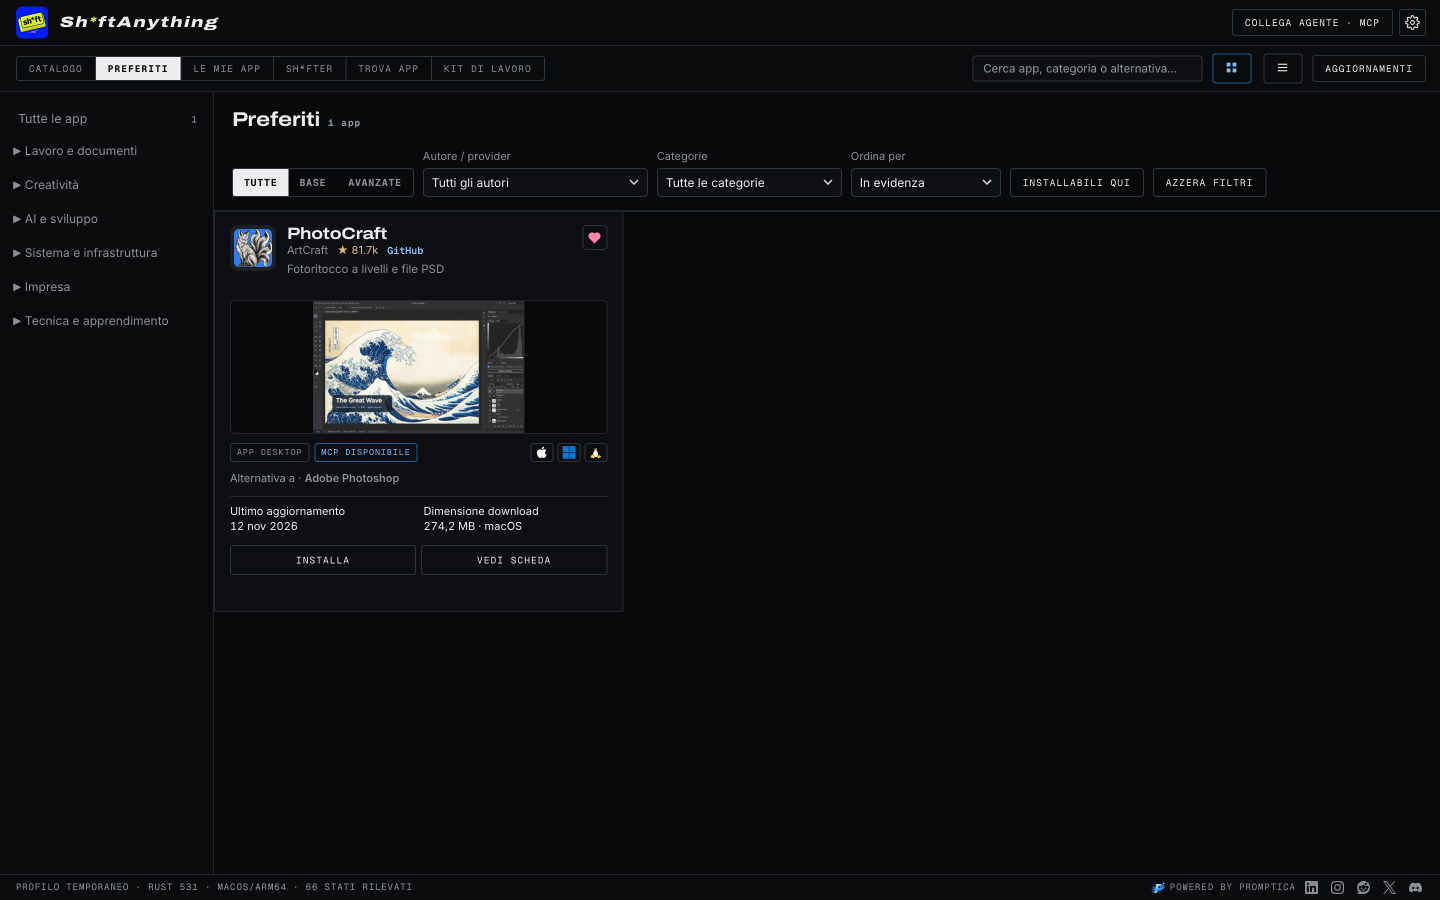 sh*ft
Sh*ftAnything
COLLEGA AGENTE · MCP
CATALOGO
PREFERITI
LE MIE APP
SH*FTER
TROVA APP
KIT DI LAVORO
Cerca app, categoria o alternativa...
AGGIORNAMENTI
Tutte le app 1
Lavoro e documenti
Creatività
AI e sviluppo
Sistema e infrastruttura
Impresa
Tecnica e apprendimento
Preferiti 1 app
TUTTE
BASE
AVANZATE
Autore / provider
Tutti gli autori
Categorie
Tutte le categorie
Ordina per
In evidenza
INSTALLABILI QUI
AZZERA FILTRI
PhotoCraft
ArtCraft ★ 81.7k GitHub
Fotoritocco a livelli e file PSD
The Great Wave
APP DESKTOP
MCP DISPONIBILE
Alternativa a · Adobe Photoshop
Ultimo aggiornamento
12 nov 2026
Dimensione download
274,2 MB · macOS
INSTALLA
VEDI SCHEDA
PROFILO TEMPORANEO · RUST 531 · MACOS/ARM64 · 66 STATI RILEVATI
POWERED BY PROMPTICA